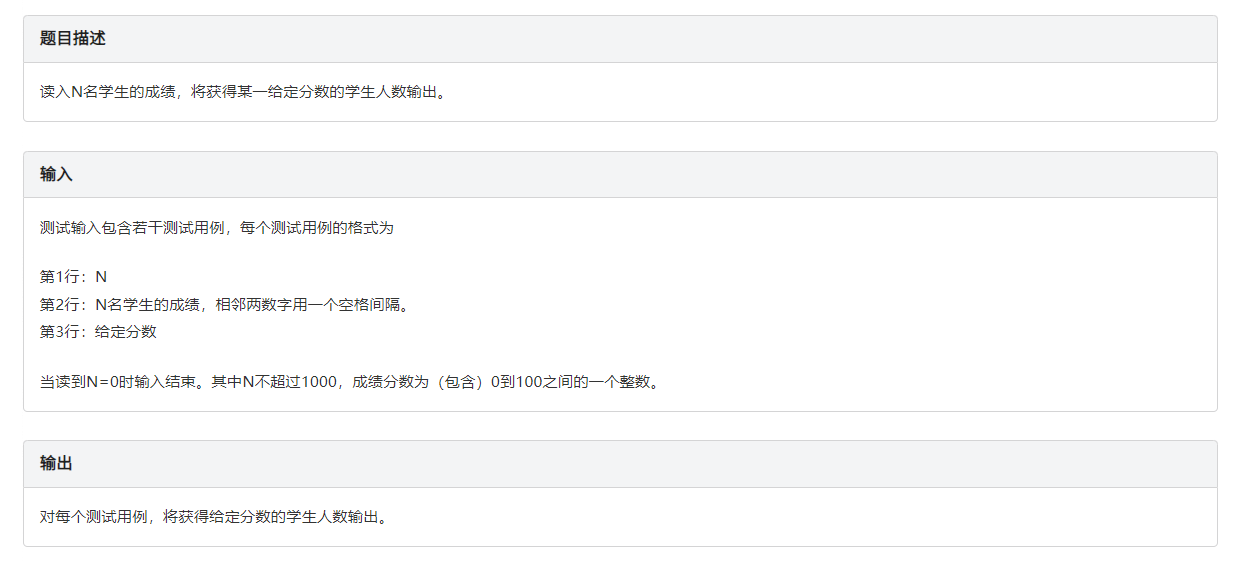 题目描述
读入N名学生的成绩，将获得某一给定分数的学生人数输出。
输入
测试输入包含若干测试用例，每个测试用例的格式为
第1行：N
第2行：N名学生的成绩，相邻两数字用一个空格间隔。
第3行：给定分数
当读到N=0时输入结束。其中N不超过1000，成绩分数为（包含）0到100之间的一个整数。
输出
对每个测试用例，将获得给定分数的学生人数输出。